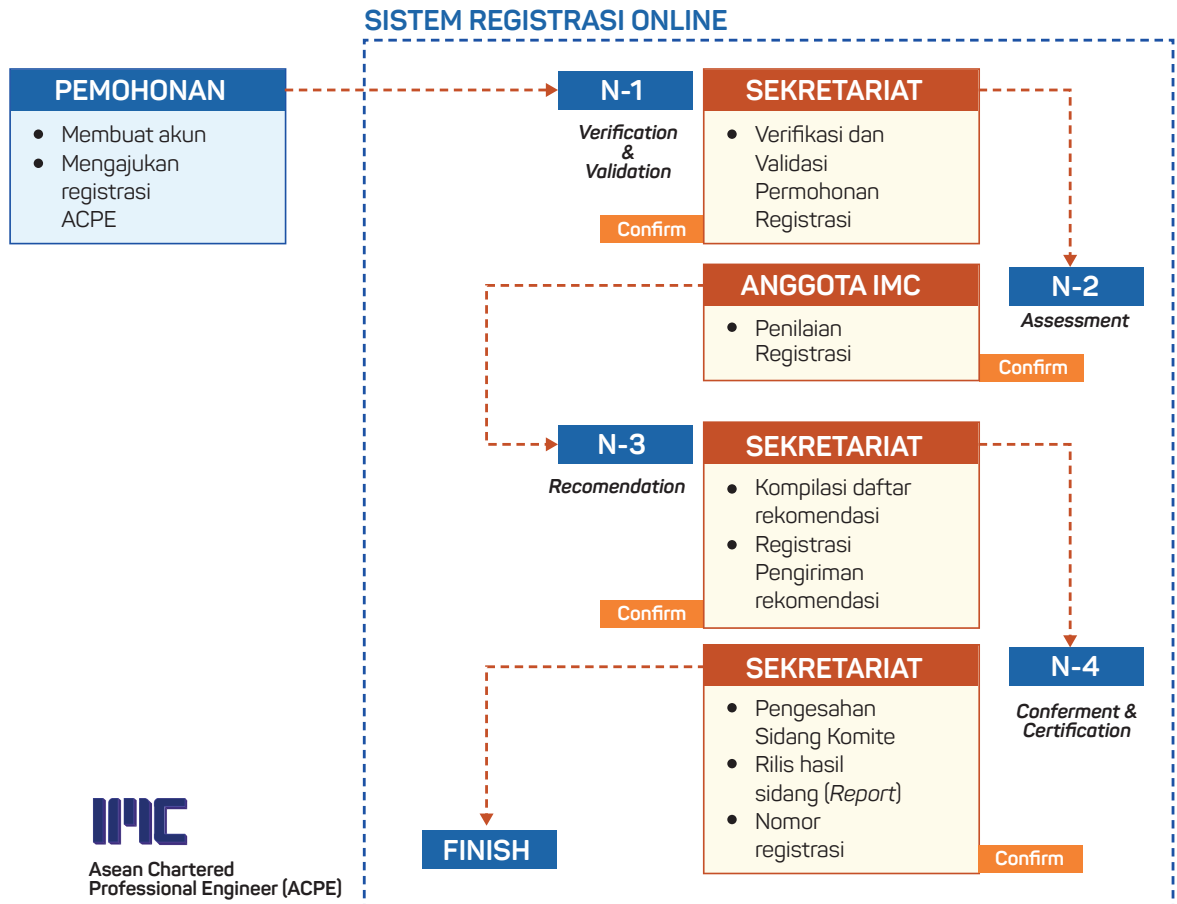 SISTEM REGISTRASI ONLINE
PEMOHONAN
• Membuat akun
• Mengajukan
registrasi
ACPE
N-1
Verification
&
Validation
SEKRETARIAT
• Verifikasi dan
Validasi
Permohonan
Registrasi
Confirm
N-2
Assessment
ANGGOTA IMC
• Penilaian
Registrasi
Confirm
N-3
Recomendation
SEKRETARIAT
• Kompilasi daftar
rekomendasi
• Registrasi
Pengiriman
rekomendasi
Confirm
N-4
Conferment &
Certification
SEKRETARIAT
• Pengesahan
Sidang Komite
• Rilis hasil
sidang (Report)
• Nomor
registrasi
Confirm
FINISH
IMC
Asean Chartered
Professional Engineer (ACPE)